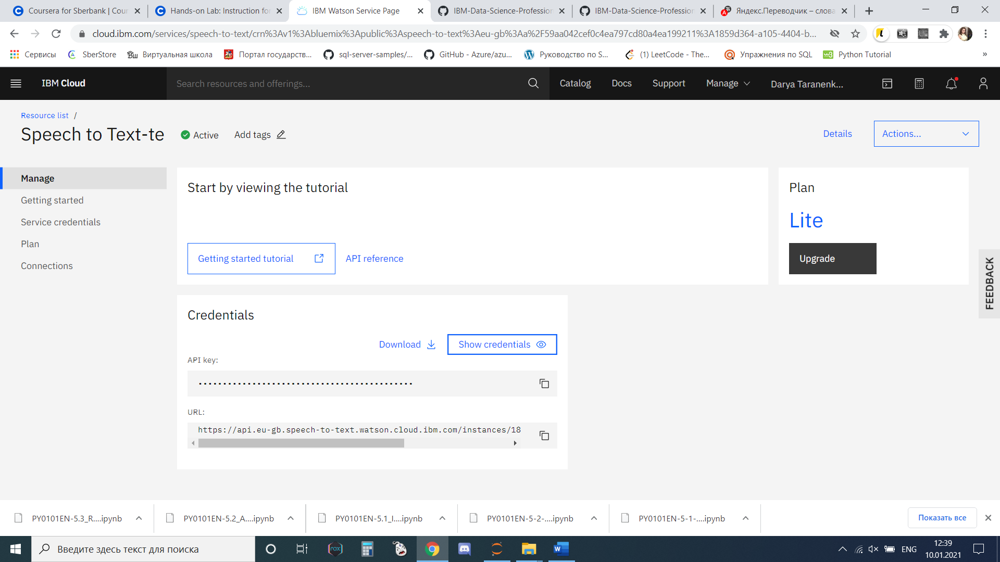 Coursera for Sberbank | Cour
Hands-on Lab: Instruction for
IBM Watson Service Page
IBM-Data-Science-Profession
IBM-Data-Science-Profession
Яндекс.Переводчик – слова
cloud.ibm.com/services/speech-to-text/crn%3Av1%3Abluemix%3Apublic%3Aspeech-to-text%3Aeu-gb%3Aa%2F59aa042cef0c4ea797cd80a4ea199211%3A1859d364-a105-4404-b...
Сервисы
SberStore
Виртуальная школа
Портал государств...
sql-server-samples/...
GitHub - Azure/azu...
Руководство по S...
(1) LeetCode - The...
Упражнения по SQL
Python Tutorial
»
IBM Cloud
Search resources and offerings...
Catalog
Docs
Support
Manage
Darya Taranenk...
Resource list /
Speech to Text-te
Active
Add tags
Details
Actions...
Manage
Getting started
Service credentials
Plan
Connections
Start by viewing the tutorial
Getting started tutorial
API reference
Plan
Lite
Upgrade
FEEDBACK
Credentials
Download
Show credentials
API key:
URL:
https://api.eu-gb.speech-to-text.watson.cloud.ibm.com/instances/18
PY0101EN-5.3_R....ipynb
PY0101EN-5.2_A....ipynb
PY0101EN-5.1_I....ipynb
PY0101EN-5-2-....ipynb
PY0101EN-5-1-....ipynb
Показать все
Введите здесь текст для поиска
ENG
12:39
10.01.2021